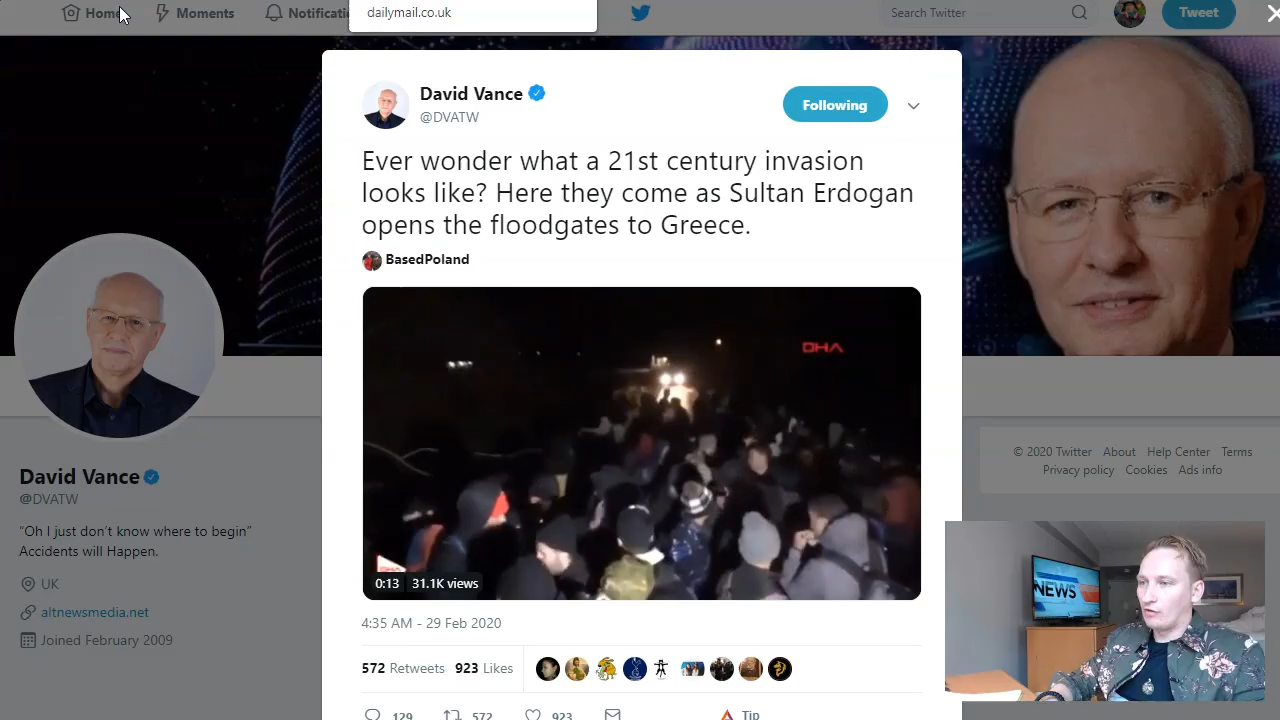 Home
Moments
Notificati
dailymail.co.uk
Search Twitter
Tweet
David Vance
@DVATW
Following
Ever wonder what a 21st century invasion
looks like? Here they come as Sultan Erdogan
opens the floodgates to Greece.
BasedPoland
DHA
0:13 31.1K views
4:35 AM - 29 Feb 2020
572 Retweets 923 Likes
129
572
923
Tip
David Vance
@DVATW
“Oh I just don’t know where to begin”
Accidents will Happen.
UK
altnewsmedia.net
Joined February 2009
© 2020 Twitter About Help Center Terms
Privacy policy Cookies Ads info
NEWS